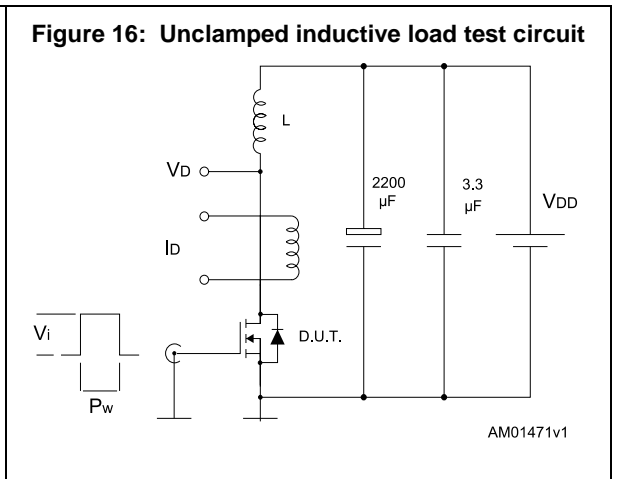 Figure 16: Unclamped inductive load test circuit
L
VD
2200
µF
3.3
µF
VDD
ID
Vi
D.U.T.
Pw
AM01471v1